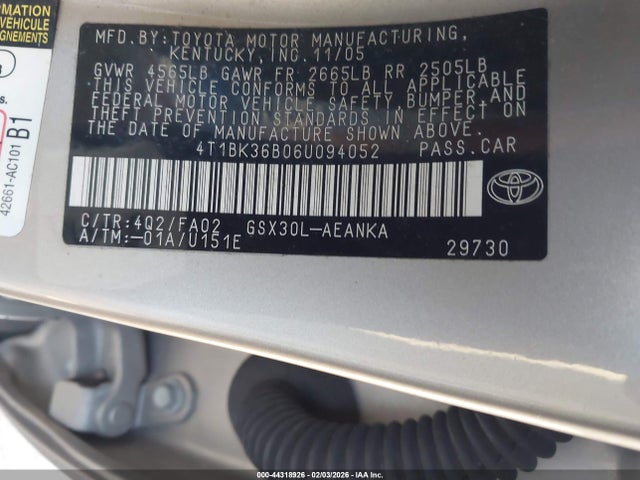 MFD.BY:TOYOTA MOTOR MANUFACTURING,
KENTUCKY,INC.11/05
GVWR 4565LB GAWR FR 2665LB RR 2505LB
THIS VEHICLE CONFORMS TO ALL APPLICABLE
FEDERAL MOTOR VEHICLE SAFETY,BUMPER,AND
THEFT PREVENTION STANDARDS IN EFFECT ON
THE DATE OF MANUFACTURE SHOWN ABOVE.
4T1BK36B06U094052 PASS.CAR
C/TR:4Q2/FA02 GSX30L-AEANKA
A/TM:-01A/U151E 29730
42661-AC101 B1
000-44318926 - 02/03/2026 - IAA Inc.